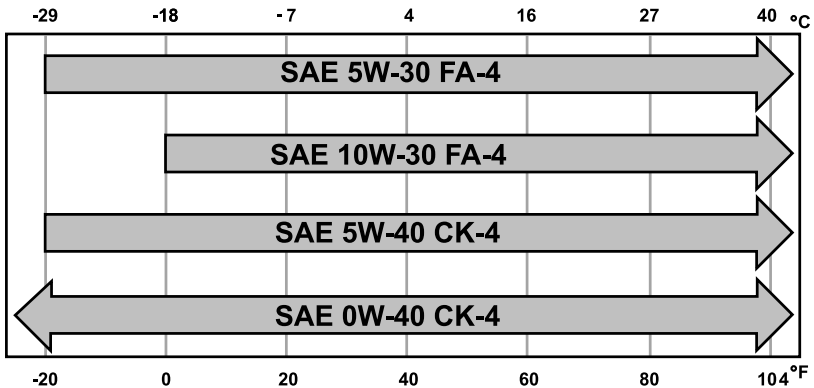 -29 -18 -7 4 16 27 40 °C
SAE 5W-30 FA-4
SAE 10W-30 FA-4
SAE 5W-40 CK-4
SAE 0W-40 CK-4
-20 0 20 40 60 80 104 °F